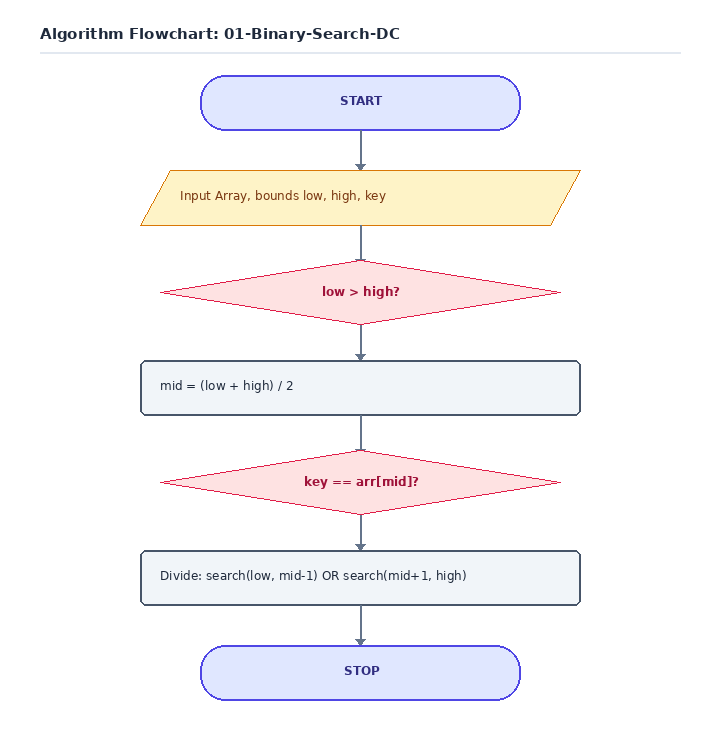 Algorithm Flowchart: 01-Binary-Search-DC
START
Input Array, bounds low, high, key
low > high?
mid = (low + high) / 2
key == arr[mid]?
Divide: search(low, mid-1) OR search(mid+1, high)
STOP